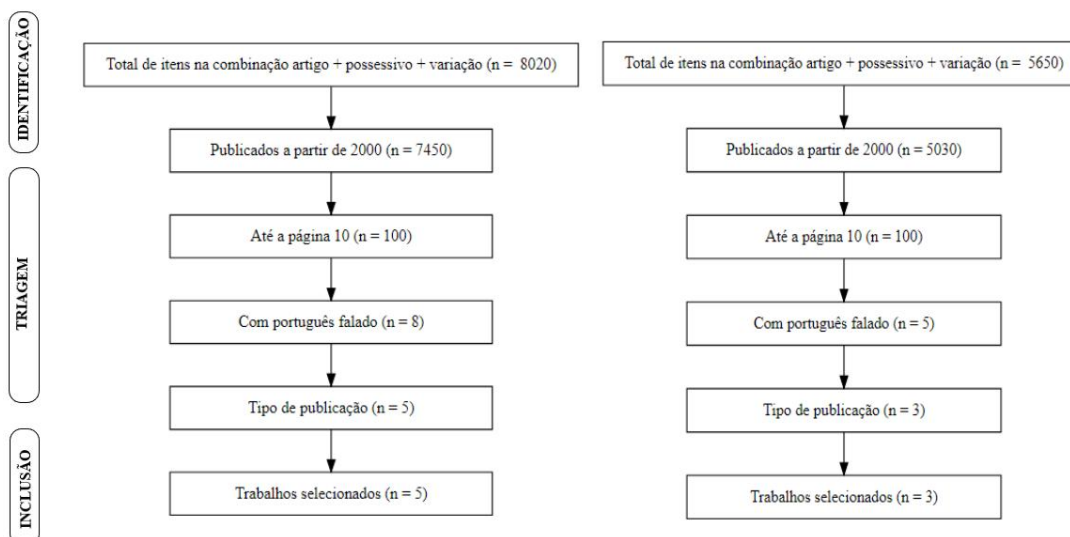 IDENTIFICAÇÃO
Total de itens na combinação artigo + possessivo + variação (n = 8020)
Total de itens na combinação artigo + possessivo + variação (n = 5650)
Publicados a partir de 2000 (n = 7450)
Publicados a partir de 2000 (n = 5030)
TRIAGEM
Até a página 10 (n = 100)
Até a página 10 (n = 100)
Com português falado (n = 8)
Com português falado (n = 5)
Tipo de publicação (n = 5)
Tipo de publicação (n = 3)
INCLUSÃO
Trabalhos selecionados (n = 5)
Trabalhos selecionados (n = 3)